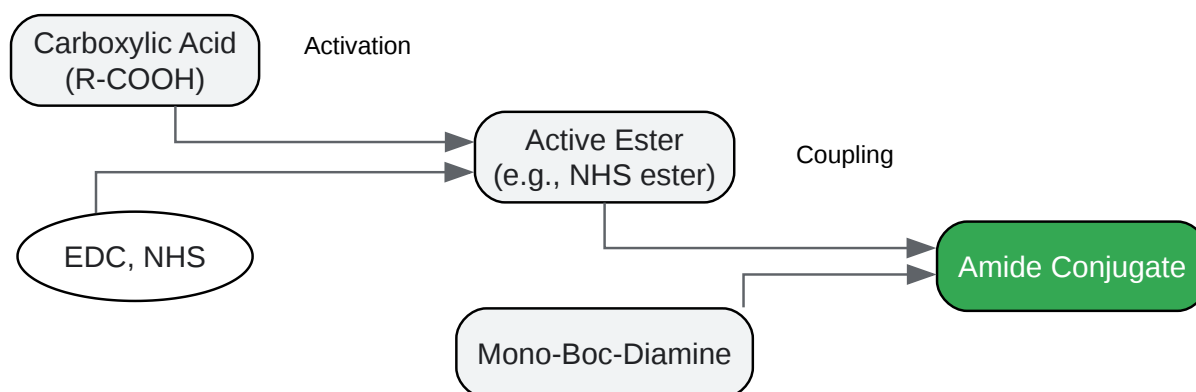 Carboxylic Acid
(R-COOH)
Activation
Active Ester
(e.g., NHS ester)
Coupling
EDC, NHS
Amide Conjugate
Mono-Boc-Diamine